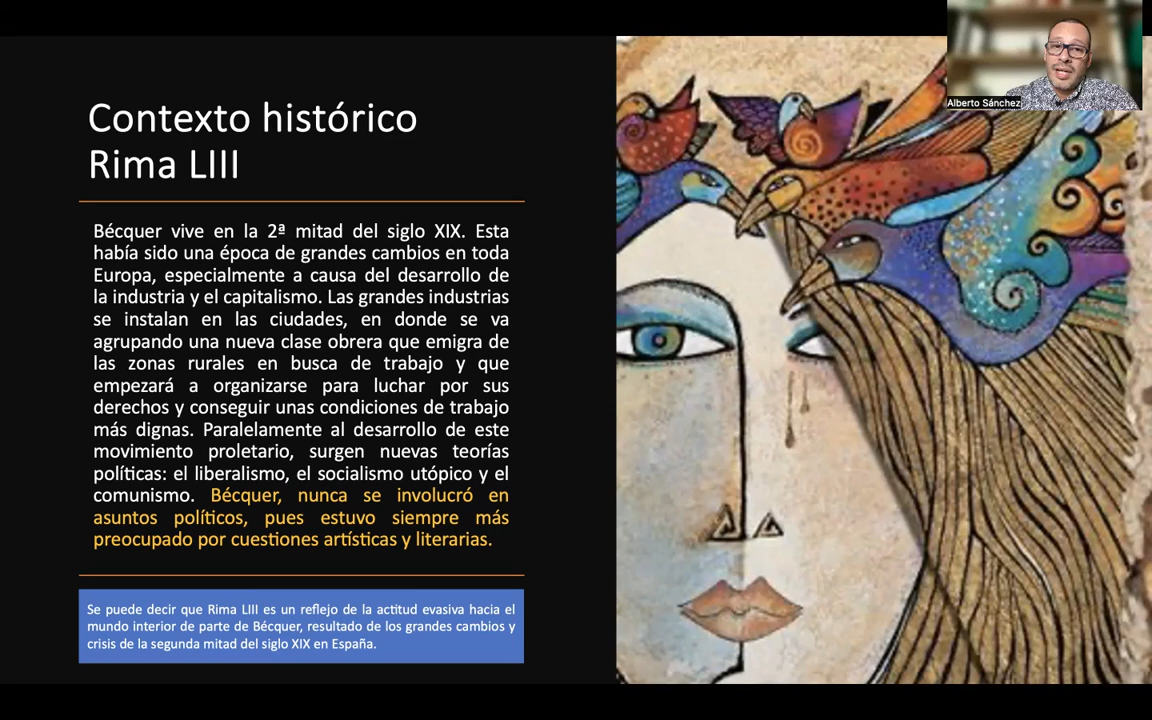 Contexto histórico
Rima LIII
Bécquer vive en la 2ª mitad del siglo XIX. Esta
había sido una época de grandes cambios en toda
Europa, especialmente a causa del desarrollo de
la industria y el capitalismo. Las grandes industrias
se instalan en las ciudades, en donde se va
agrupando una nueva clase obrera que emigra de
las zonas rurales en busca de trabajo y que
empezará a organizarse para luchar por sus
derechos y conseguir unas condiciones de trabajo
más dignas. Paralelamente al desarrollo de este
movimiento proletario, surgen nuevas teorías
políticas: el liberalismo, el socialismo utópico y el
comunismo. Bécquer, nunca se involucró en
asuntos políticos, pues estuvo siempre más
preocupado por cuestiones artísticas y literarias.
Se puede decir que Rima LIII es un reflejo de la actitud evasiva hacia el
mundo interior de parte de Bécquer, resultado de los grandes cambios y
crisis de la segunda mitad del siglo XIX en España.
Alberto Sánchez